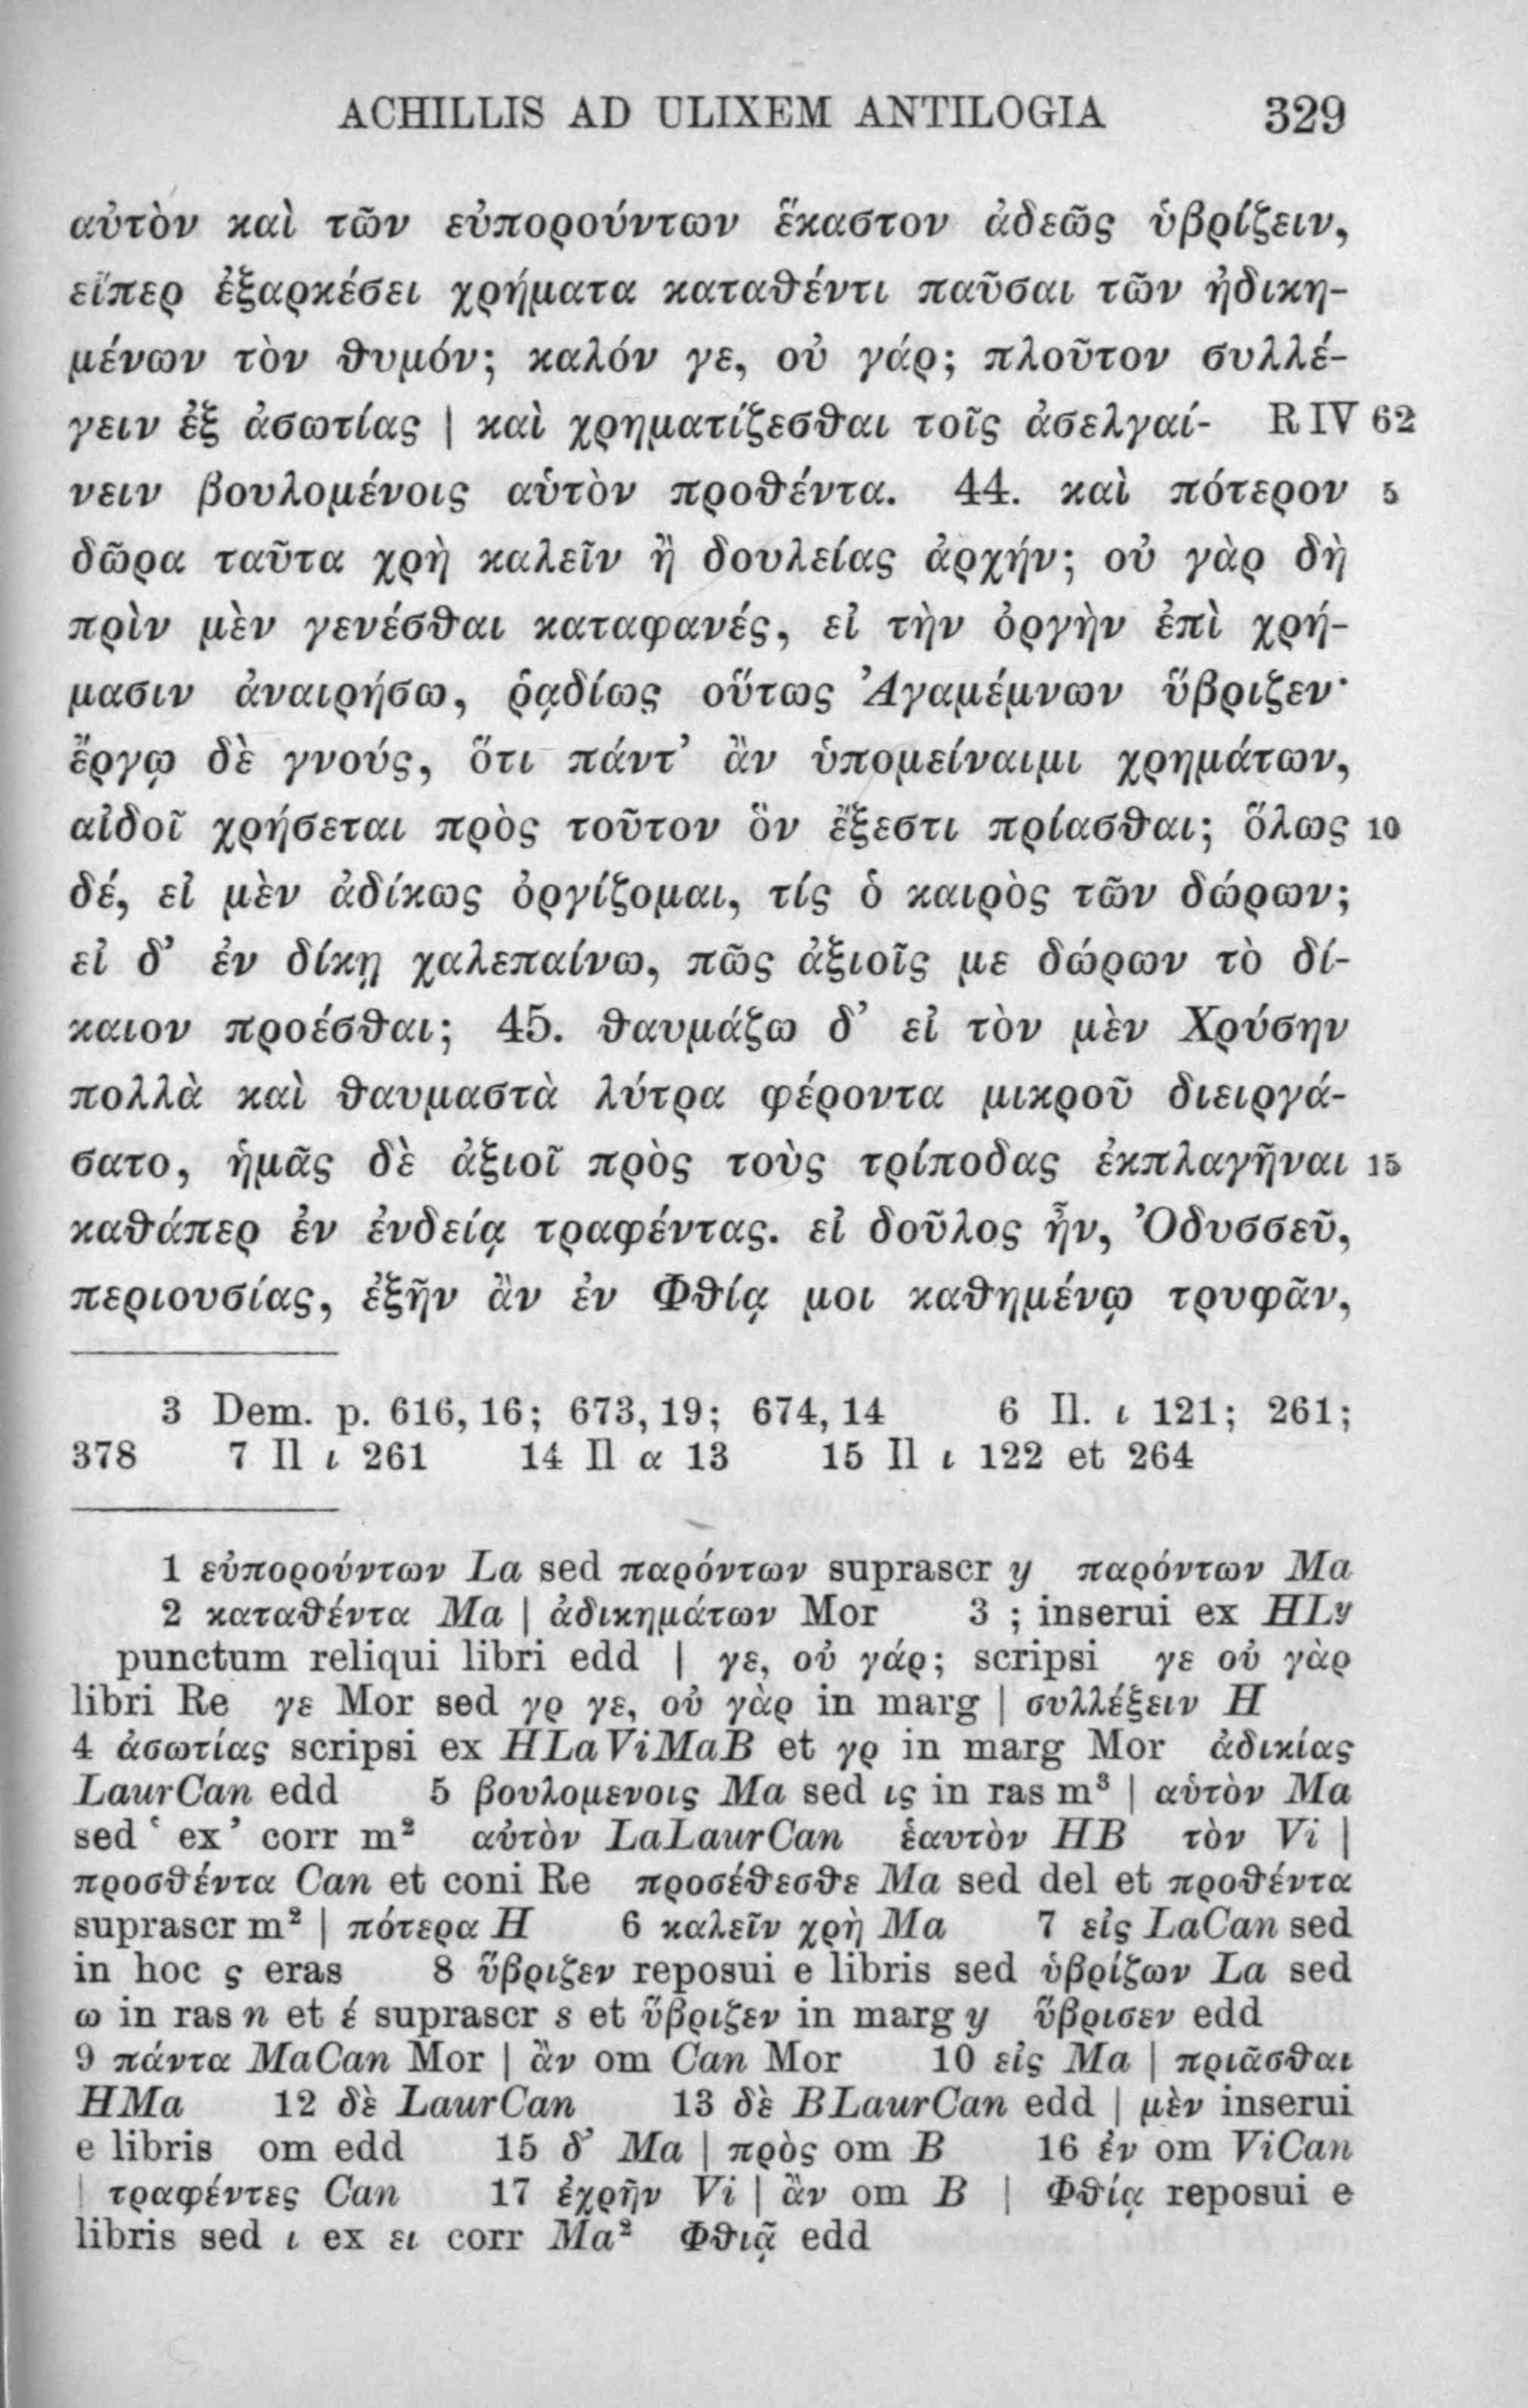 ACHILLIS AD ULIXEM ANTILOGIA 329
αὐτὸν καὶ τῶν εὐπορούντων ἕκαστον ἀδεῶς ὑβρίζειν,
εἴπερ ἐξαρκέσει χρήματα καταθέντι παῦσαι τῶν ἠδικη-
μένων τὸν θυμόν; καλόν γε, οὐ γάρ; πλοῦτον συλλέ-
γειν ἐξ ἀσωτίας | καὶ χρηματίζεσθαι τοῖς ἀσελγαί- R IV 62
νειν βουλομένοις αὑτὸν προθέντα. 44. καὶ πότερον 5
δῶρα ταῦτα χρὴ καλεῖν ἢ δουλείας ἀρχήν; οὐ γὰρ δὴ
πρὶν μὲν γενέσθαι καταφανές, εἰ τὴν ὀργὴν ἐπὶ χρή-
μασιν ἀναιρήσω, ῥᾳδίως οὕτως Ἀγαμέμνων ὕβριζεν·
ἔργῳ δὲ γνούς, ὅτι πάντ’ ἂν ὑπομείναιμι χρημάτων,
αἰδοῖ χρήσεται πρὸς τοῦτον ὃν ἔξεστι πρίασθαι; ὅλως 10
δέ, εἰ μὲν ἀδίκως ὀργίζομαι, τίς ὁ καιρὸς τῶν δώρων;
εἰ δ’ ἐν δίκῃ χαλεπαίνω, πῶς ἀξιοῖς με δώρων τὸ δί-
καιον προέσθαι; 45. θαυμάζω δ’ εἰ τὸν μὲν Χρύσην
πολλὰ καὶ θαυμαστὰ λύτρα φέροντα μικροῦ διειργά-
σατο, ἡμᾶς δὲ ἀξιοῖ πρὸς τοὺς τρίποδας ἐκπλαγῆναι 15
καθάπερ ἐν ἐνδείᾳ τραφέντας. εἰ δοῦλος ἦν, Ὀδυσσεῦ,
περιουσίας, ἐξῆν ἂν ἐν Φθίᾳ μοι καθημένῳ τρυφᾶν,
3 Dem. p. 616, 16; 673, 19; 674, 14 6 Il. ι 121; 261;
378 7 Il ι 261 14 Il α 13 15 Il ι 122 et 264
1 εὐπορούντων La sed παρόντων suprascr y παρόντων Ma
2 καταθέντα Ma | ἀδικημάτων Mor 3 ; inserui ex HLy
punctum reliqui libri edd | γε, οὐ γάρ; scripsi γε οὐ γὰρ
libri Re γε Mor sed γρ γε, οὐ γὰρ in marg | συλλέξειν H
4 ἀσωτίας scripsi ex HLaViMaB et γρ in marg Mor ἀδικίας
LaurCan edd 5 βουλομενοις Ma sed ις in ras m³ | αὑτὸν Ma
sed ῾ ex ᾿ corr m² αὐτὸν LaLaurCan ἑαυτὸν HB τὸν Vi |
προσθέντα Can et coni Re προσέθεσθε Ma sed del et προθέντα
suprascr m² | πότερα H 6 καλεῖν χρὴ Ma 7 εἰς LaCan sed
in hoc ς eras 8 ὕβριζεν reposui e libris sed ὑβρίζων La sed
ω in ras n et έ suprascr s et ὕβριζεν in marg y ὕβρισεν edd
9 πάντα MaCan Mor | ἂν om Can Mor 10 εἰς Ma | πριᾶσθαι
HMa 12 δὲ LaurCan 13 δὲ BLaurCan edd | μὲν inserui
e libris om edd 15 δ’ Ma | πρὸς om B 16 ἐν om ViCan
| τραφέντες Can 17 ἐχρῆν Vi | ἂν om B | Φθίᾳ reposui e
libris sed ι ex ει corr Ma² Φθιᾷ edd